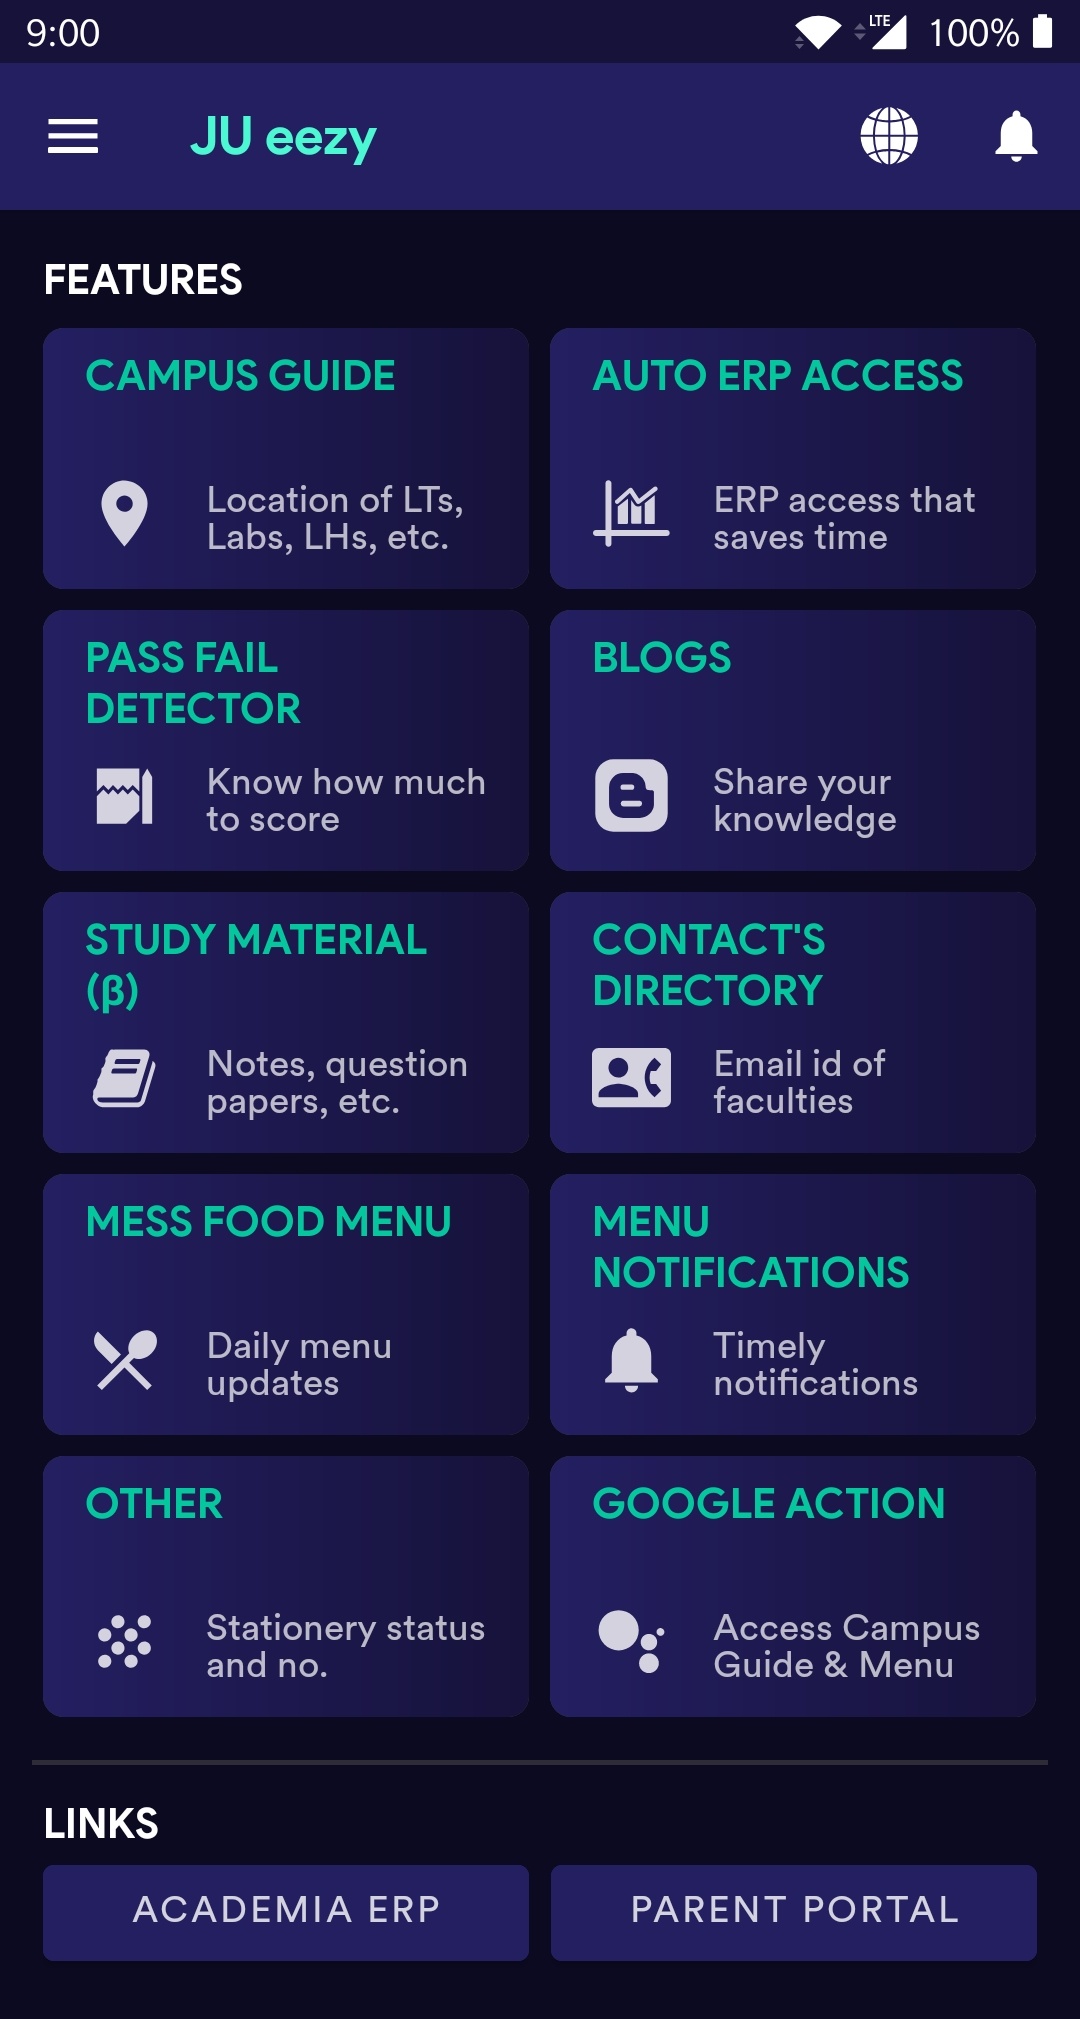 9:00
LTE
100%
JU eezy
FEATURES
CAMPUS GUIDE
Location of LTs,
Labs, LHs, etc.
AUTO ERP ACCESS
ERP access that
saves time
PASS FAIL
DETECTOR
Know how much
to score
BLOGS
Share your
knowledge
STUDY MATERIAL
(β)
Notes, question
papers, etc.
CONTACT'S
DIRECTORY
Email id of
faculties
MESS FOOD MENU
Daily menu
updates
MENU
NOTIFICATIONS
Timely
notifications
OTHER
Stationery status
and no.
GOOGLE ACTION
Access Campus
Guide & Menu
LINKS
ACADEMIA ERP
PARENT PORTAL